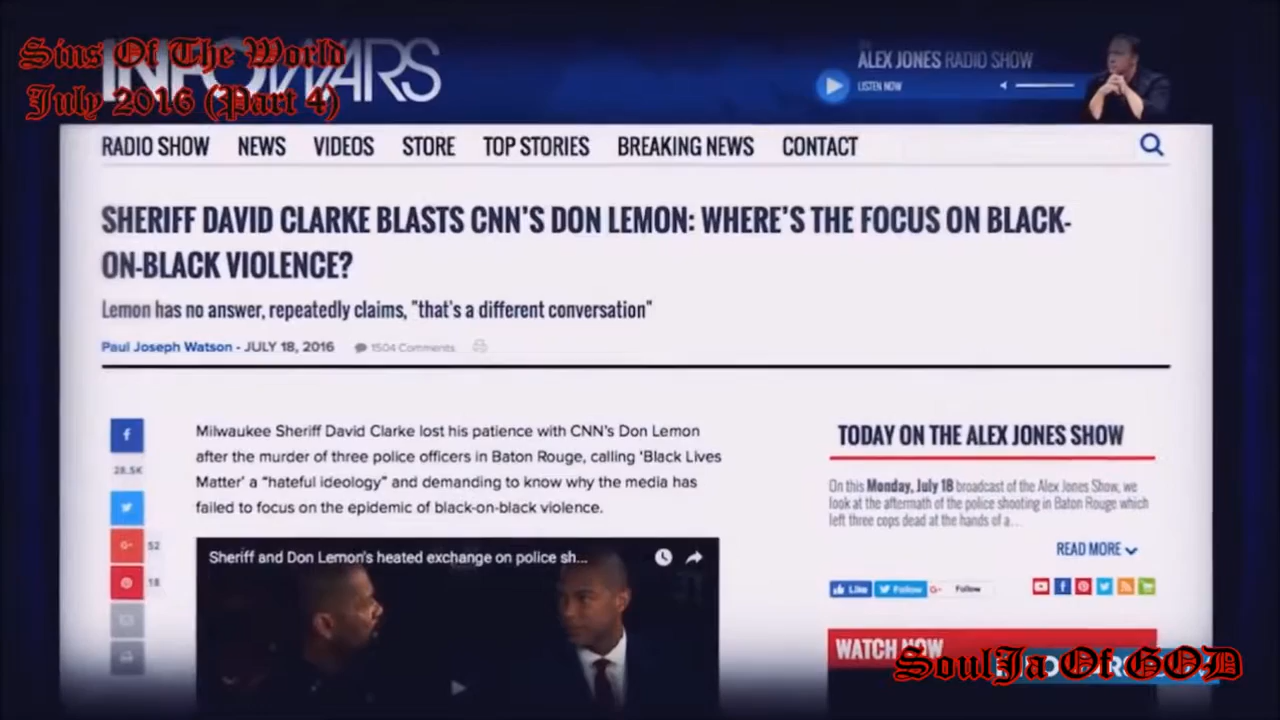 Sins Of The World
July 2016 (Part 4)
INFOWARS
ALEX JONES RADIO SHOW
LISTEN NOW
RADIO SHOW NEWS VIDEOS STORE TOP STORIES BREAKING NEWS CONTACT
SHERIFF DAVID CLARKE BLASTS CNN'S DON LEMON: WHERE'S THE FOCUS ON BLACK-
ON-BLACK VIOLENCE?
Lemon has no answer, repeatedly claims, "that's a different conversation"
Paul Joseph Watson - JULY 18, 2016 1504 Comments
28.5K
52
18
Milwaukee Sheriff David Clarke lost his patience with CNN's Don Lemon
after the murder of three police officers in Baton Rouge, calling 'Black Lives
Matter' a "hateful ideology" and demanding to know why the media has
failed to focus on the epidemic of black-on-black violence.
Sheriff and Don Lemon's heated exchange on police sh...
TODAY ON THE ALEX JONES SHOW
On this Monday, July 18 broadcast of the Alex Jones Show, we
look at the aftermath of the police shooting in Baton Rouge which
left three cops dead at the hands of a...
READ MORE
Like Follow G+ Follow
WATCH NOW
SoulJa Of GOD